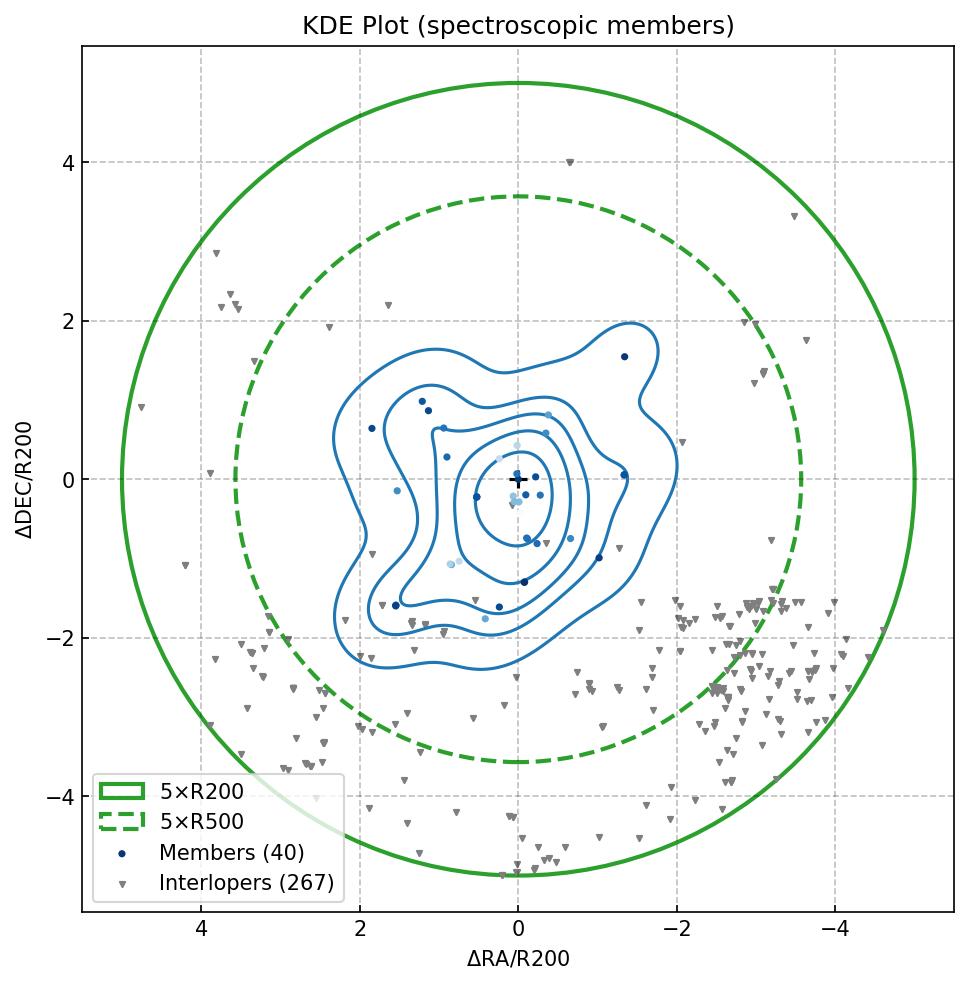 KDE Plot (spectroscopic members)
ΔDEC/R200
4
2
0
−2
−4
5×R200
5×R500
Members (40)
Interlopers (267)
4 2 0 −2 −4
ΔRA/R200